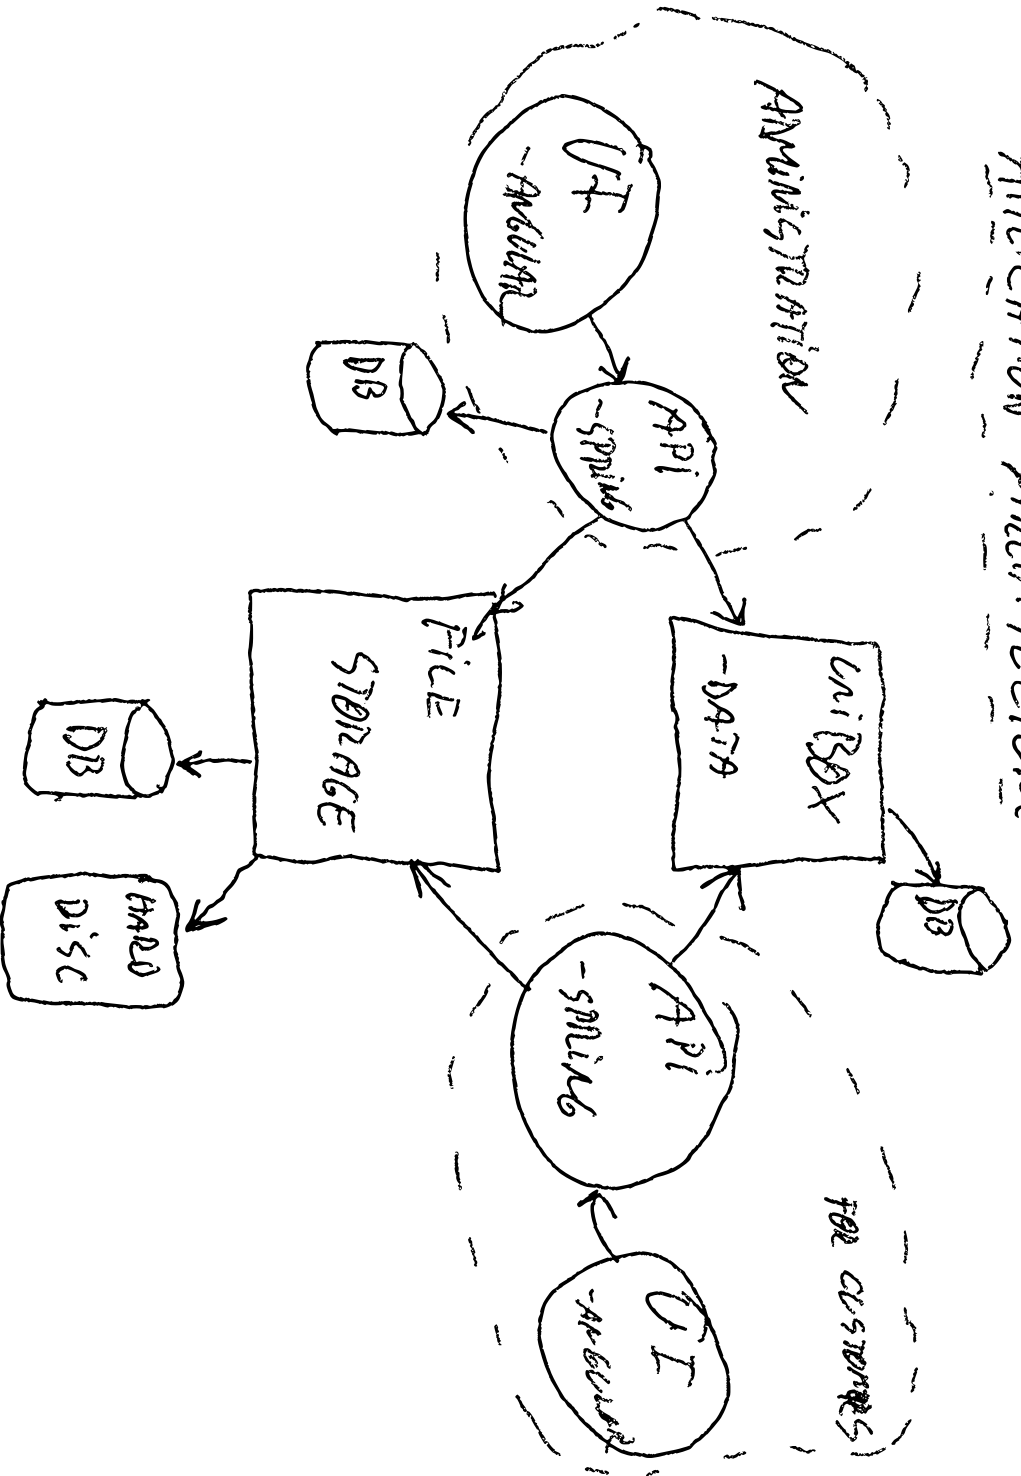 ADMINISTRATION
UI
-ANGULAR
API
-SPRING
DB
UNIBOX
-DATA
DB
FILE
STORAGE
DB
HARD
DISC
FOR CUSTOMERS
API
-SPRING
UI
-ANGULAR